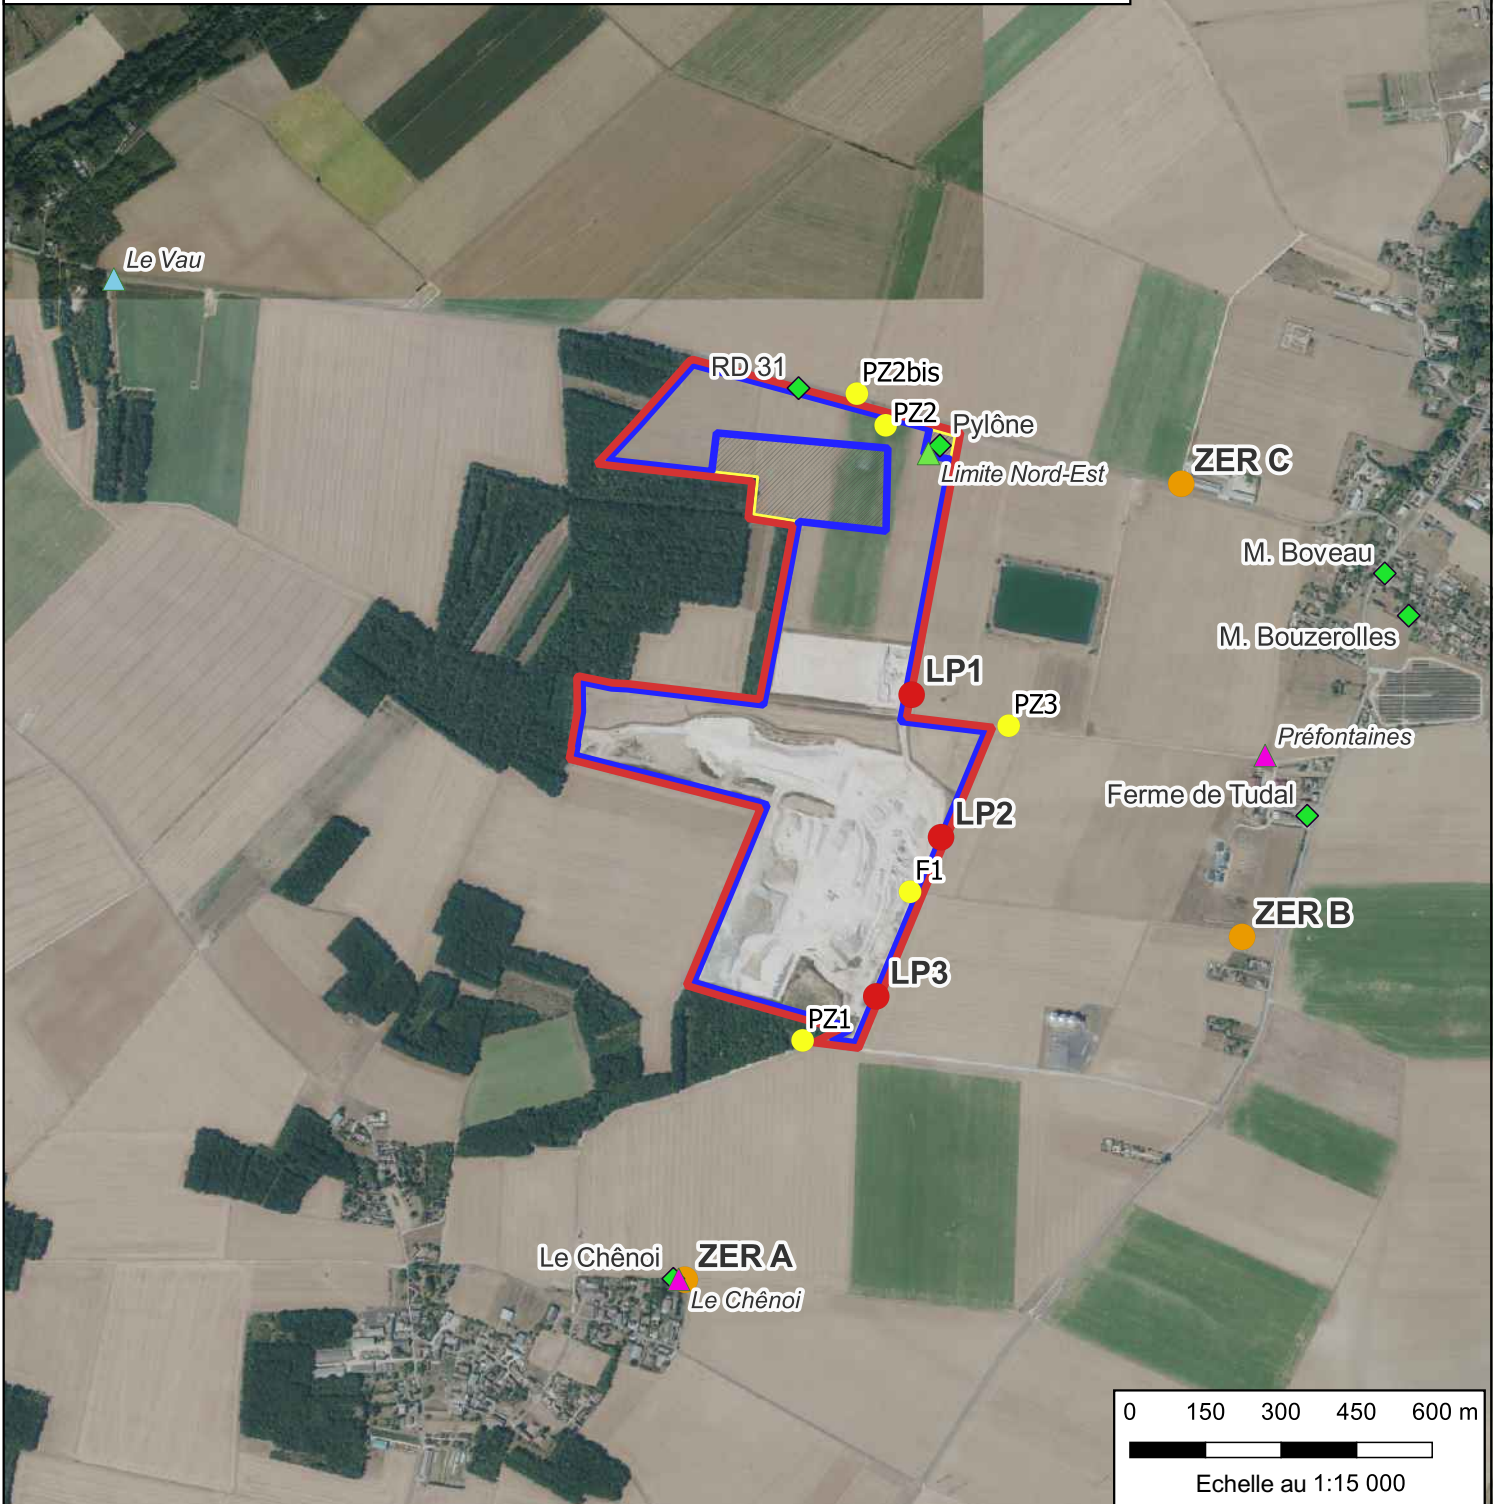 Le Vau
RD 31
PZ2bis
PZ2
Pylône
Limite Nord-Est
ZER C
M. Boveau
M. Bouzerolles
LP1
PZ3
Préfontaines
Ferme de Tudal
LP2
F1
ZER B
LP3
PZ1
Le Chênoi
ZER A
Le Chênoi
0 150 300 450 600 m
Echelle au 1:15 000